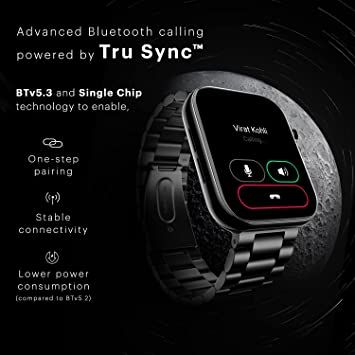 Advanced Bluetooth calling
powered by Tru Sync™
BTv5.3 and Single Chip
technology to enable,
One-step
pairing
Stable
connectivity
Lower power
consumption
(compared to BTv5.2)
Virat Kohli
Calling...